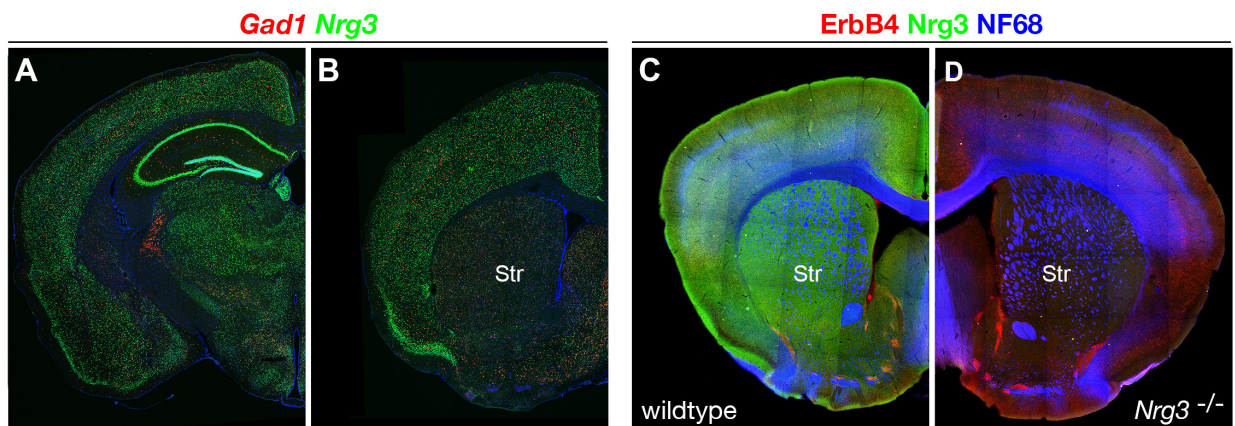 Gad1 Nrg3
ErbB4 Nrg3 NF68
A
B
C
D
Str
Str
Str
wildtype
Nrg3 -/-